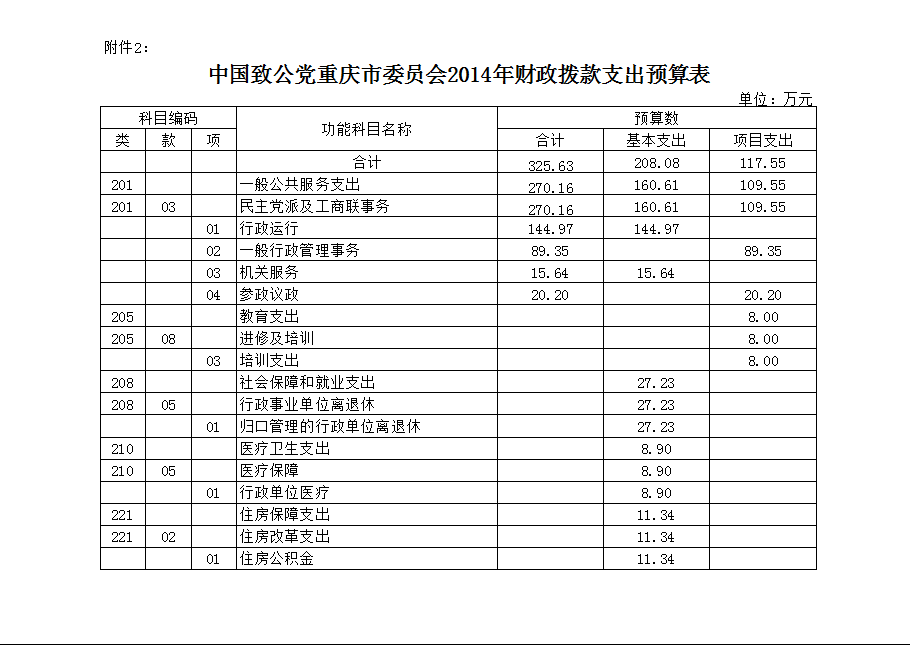 附件2：
中国致公党重庆市委员会2014年财政拨款支出预算表
单位：万元
科目编码 功能科目名称 预算数
类 款 项 合计 基本支出 项目支出
合计 325.63 208.08 117.55
201 一般公共服务支出 270.16 160.61 109.55
201 03 民主党派及工商联事务 270.16 160.61 109.55
01 行政运行 144.97 144.97
02 一般行政管理事务 89.35 89.35
03 机关服务 15.64 15.64
04 参政议政 20.20 20.20
205 教育支出 8.00
205 08 进修及培训 8.00
03 培训支出 8.00
208 社会保障和就业支出 27.23
208 05 行政事业单位离退休 27.23
01 归口管理的行政单位离退休 27.23
210 医疗卫生支出 8.90
210 05 医疗保障 8.90
01 行政单位医疗 8.90
221 住房保障支出 11.34
221 02 住房改革支出 11.34
01 住房公积金 11.34